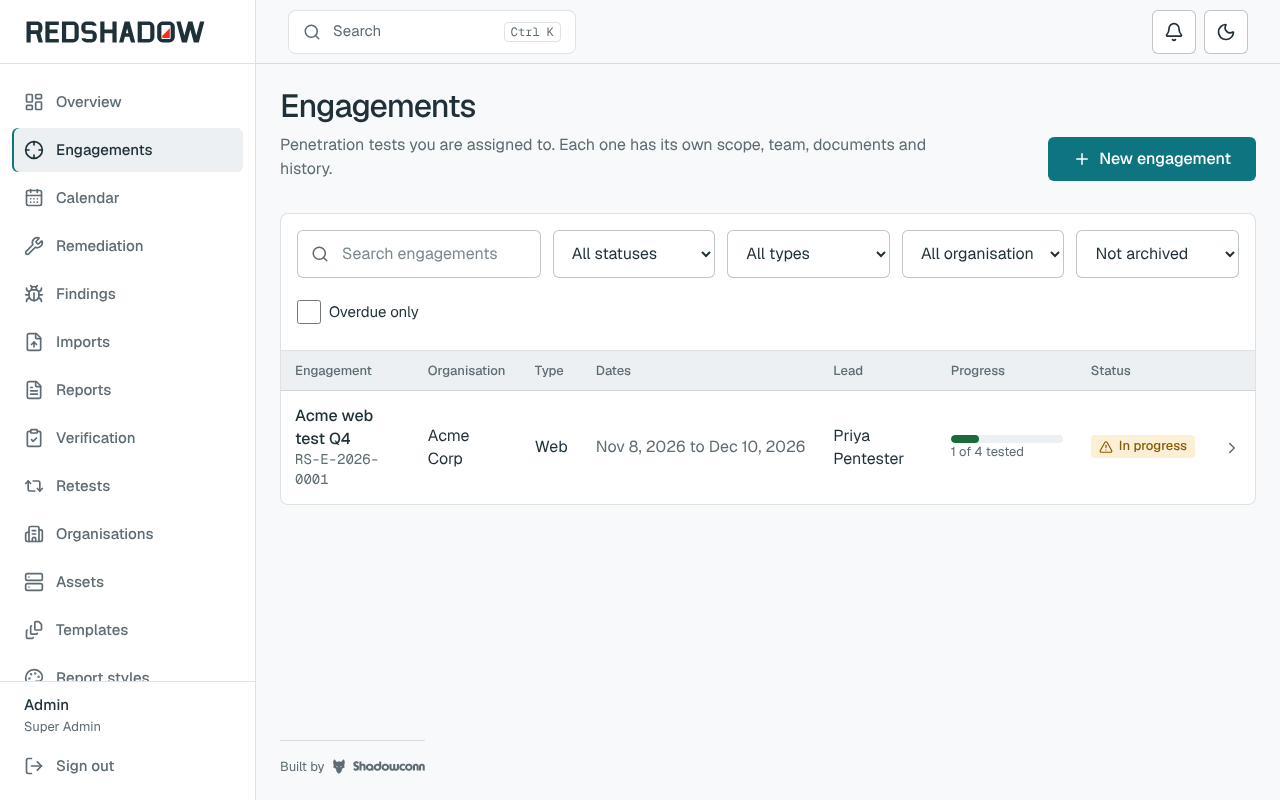 REDSHADOW
Search
Ctrl K
Overview
Engagements
Calendar
Remediation
Findings
Imports
Reports
Verification
Retests
Organisations
Assets
Templates
Report styles
Admin
Super Admin
Sign out
Engagements
Penetration tests you are assigned to. Each one has its own scope, team, documents and
history.
New engagement
Search engagements
All statuses
All types
All organisation
Not archived
Overdue only
Engagement Organisation Type Dates Lead Progress Status
Acme web
test Q4
RS-E-2026-
0001
Acme
Corp
Web
Nov 8, 2026 to Dec 10, 2026
Priya
Pentester
1 of 4 tested
In progress
Built by Shadowconn